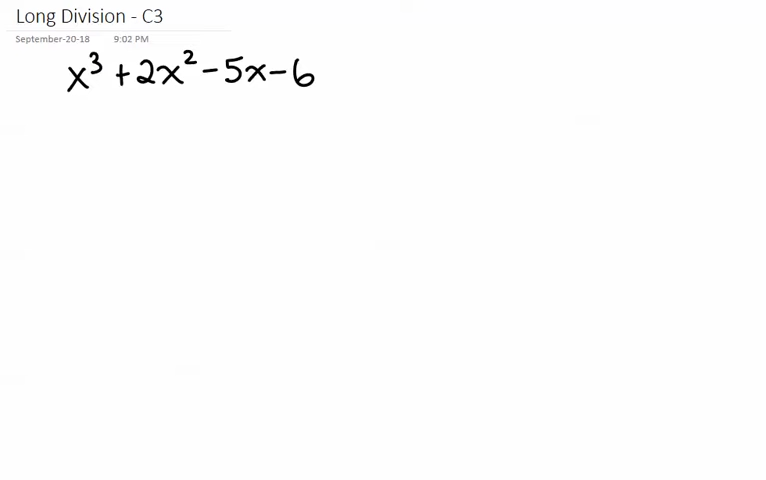 Long Division - C3
September-20-18 9:02 PM
x³ + 2x² - 5x - 6